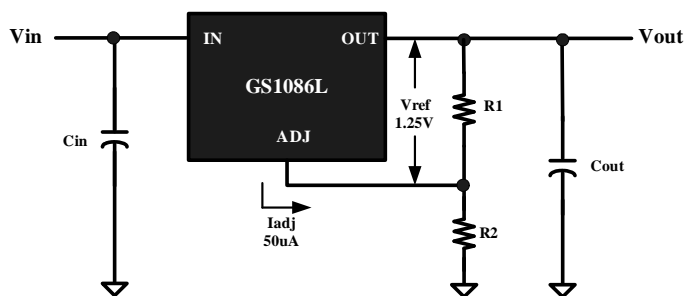 Vin
IN
OUT
Vout
GS1086L
Vref
1.25V
R1
ADJ
Cin
Cout
Iadj
50uA
R2